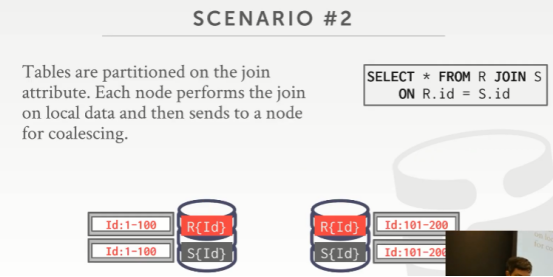 SCENARIO #2
Tables are partitioned on the join
attribute. Each node performs the join
on local data and then sends to a node
for coalescing.
SELECT * FROM R JOIN S
ON R.id = S.id
Id:1-100 R{Id} R{Id} Id:101-200
Id:1-100 S{Id} S{Id} Id:101-200